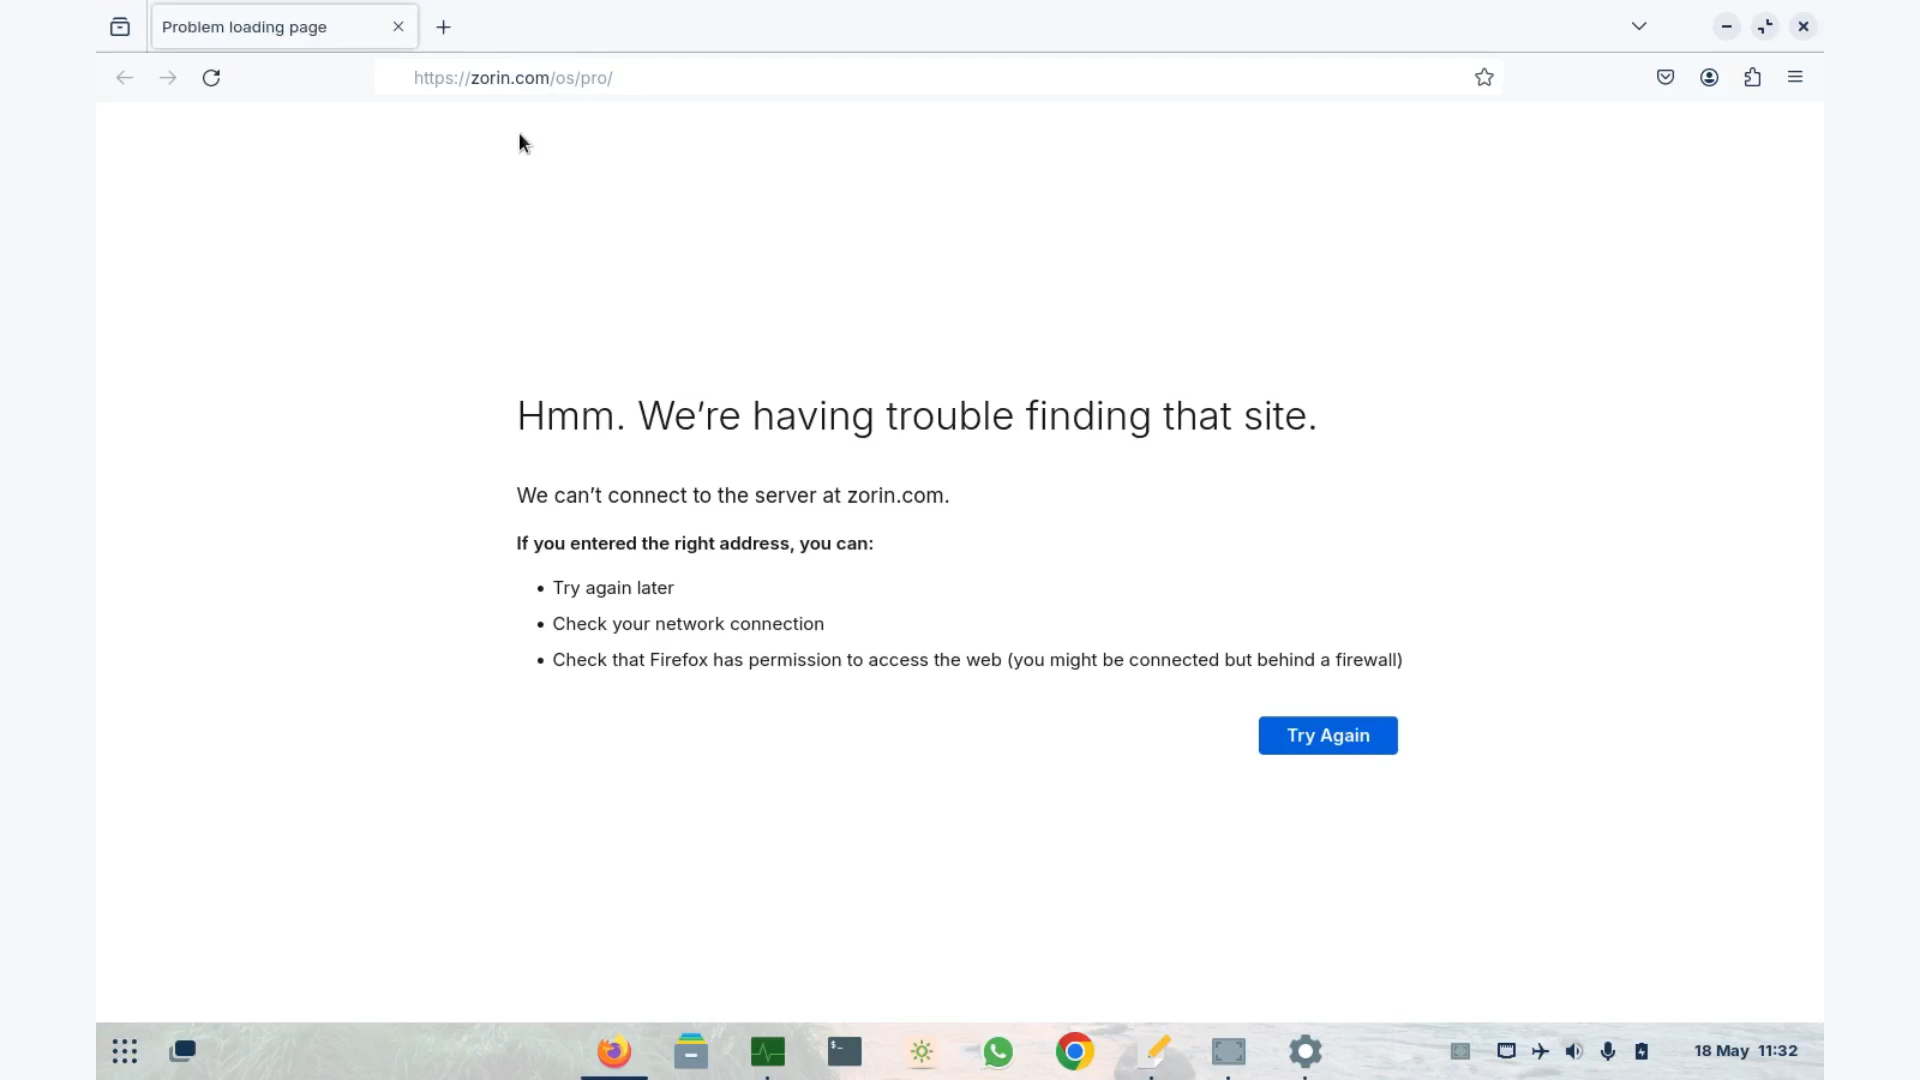 Problem loading page
https://zorin.com/os/pro/
Hmm. We’re having trouble finding that site.
We can’t connect to the server at zorin.com.
If you entered the right address, you can:
• Try again later
• Check your network connection
• Check that Firefox has permission to access the web (you might be connected but behind a firewall)
Try Again
$_
18 May 11:32